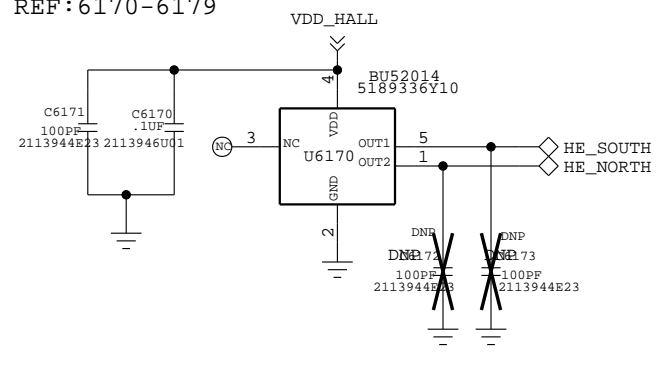 REF:6170-6179
VDD_HALL
4
BU52014
5189336Y10
C6171
100PF
2113944E23
C6170
.1UF
2113946U01
NC
3
NC
VDD
U6170
GND
OUT1
OUT2
5
1
HE_SOUTH
HE_NORTH
2
DNP
DNP
100PF
2113944E23
DNP
100PF
2113944E23